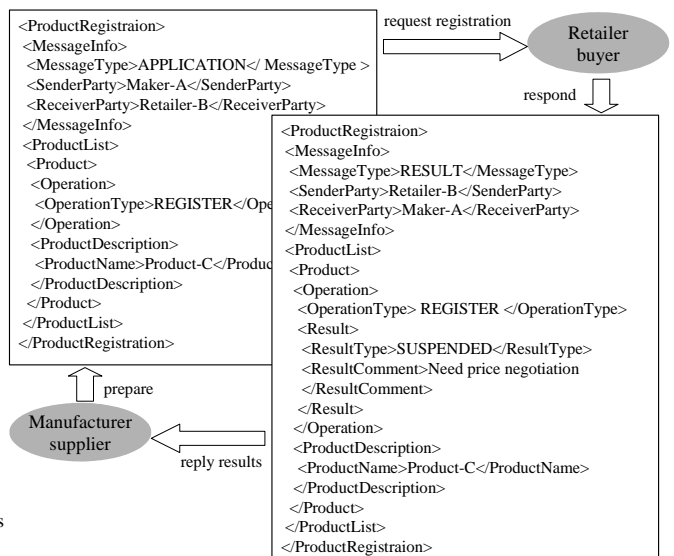 <ProductRegistraion>
<MessageInfo>
<MessageType>APPLICATION</ MessageType >
<SenderParty>Maker-A</SenderParty>
<ReceiverParty>Retailer-B</ReceiverParty>
</MessageInfo>
<ProductList>
<Product>
<Operation>
<OperationType>REGISTER</Ope
</Operation>
<ProductDescription>
<ProductName>Product-C</Produc
</ProductDescription>
</Product>
</ProductList>
</ProductRegistration>
request registration
Retailer
buyer
respond
<ProductRegistraion>
<MessageInfo>
<MessageType>RESULT</MessageType>
<SenderParty>Retailer-B</SenderParty>
<ReceiverParty>Maker-A</ReceiverParty>
</MessageInfo>
<ProductList>
<Product>
<Operation>
<OperationType> REGISTER </OperationType>
<Result>
<ResultType>SUSPENDED</ResultType>
<ResultComment>Need price negotiation
</ResultComment>
</Result>
</Operation>
<ProductDescription>
<ProductName>Product-C</ProductName>
</ProductDescription>
</Product>
</ProductList>
</ProductRegistraion>
prepare
Manufacturer
supplier
reply results
s